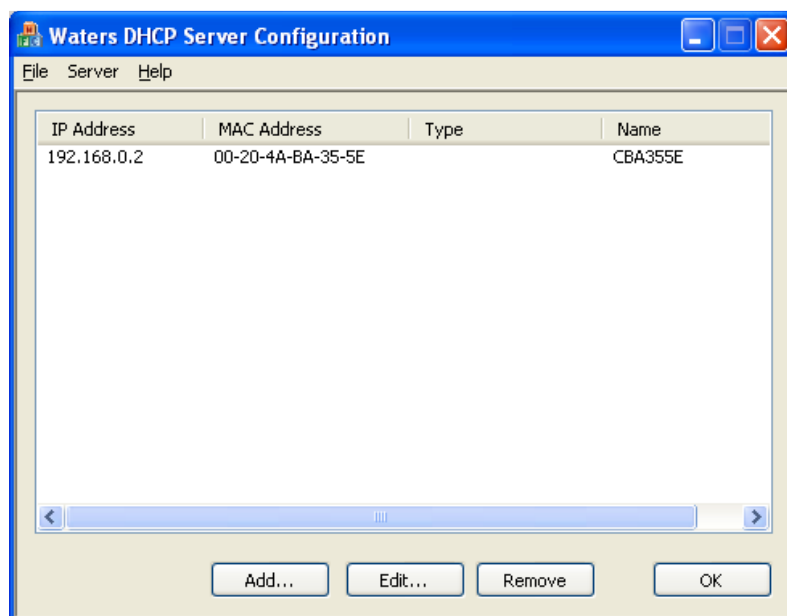 Waters DHCP Server Configuration
File Server Help
IP Address MAC Address Type Name
192.168.0.2 00-20-4A-BA-35-5E CBA355E
Add... Edit... Remove OK